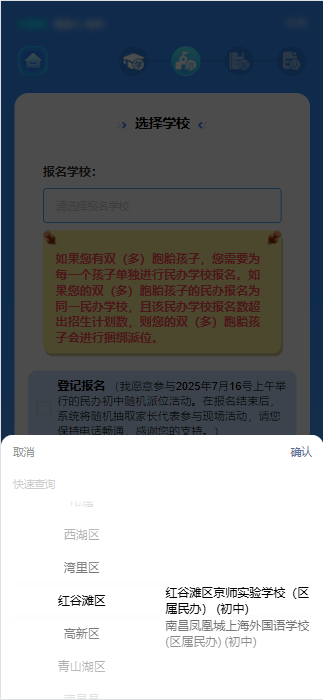 选择学校
报名学校：
请选择报名学校
如果您有双（多）胞胎孩子，您需要为
每一个孩子单独进行民办学校报名。如
果您的双（多）胞胎孩子的民办报名为
同一民办学校，且该民办学校报名数超
出招生计划数，则您的双（多）胞胎孩
子会进行捆绑派位。
登记报名 （我愿意参与2025年7月16号上午举
行的民办初中随机派位活动。在报名结束后，
系统将随机抽取家长代表参与现场活动，请您
保持电话畅通，感谢您的支持。）
取消 确认
快速查询
西湖区
湾里区
红谷滩区 红谷滩区京师实验学校（区
属民办）(初中)
高新区 南昌凤凰城上海外国语学校
(区属民办) (初中)
青山湖区